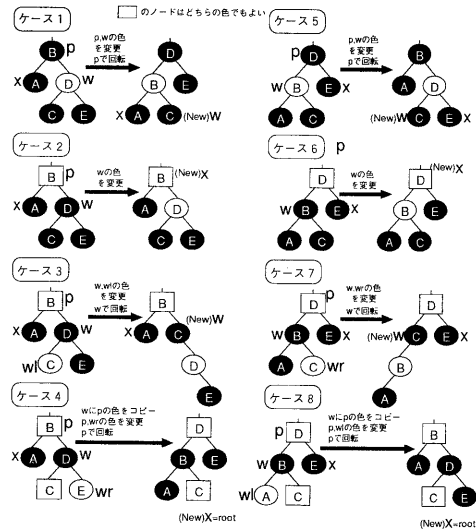 □ のノードはどちらの色でもよい
ケース1
p,wの色
を変更
pで回転
B p
D
x A D w
B E
C E
x A C (New)w
ケース2
wの色
を変更
B p
B (New)x
x A D w
A D
C E
C E
ケース3
w,wlの色
を変更
wで回転
B p
B
x A D w
A C (New)w
wl C E
D
E
ケース4
wにpの色をコピー
p,wrの色を変更
pで回転
B p
D
x A D w
B E
C E wr
A C
(New)X=root
ケース5
p,wの色
を変更
pで回転
p D
B
w B E x
A D
A C
(New)w C E x
ケース6
p
wの色
を変更
D
D (New)x
w B E x
B E
A C
A C
ケース7
w,wrの色
を変更
wで回転
D p
D
w B E x
(New)w C E x
A C wr
B
A
ケース8
wにpの色をコピー
p,wlの色を変更
pで回転
p D
B
w B E x
A D
wl A C
C E
(New)X=root